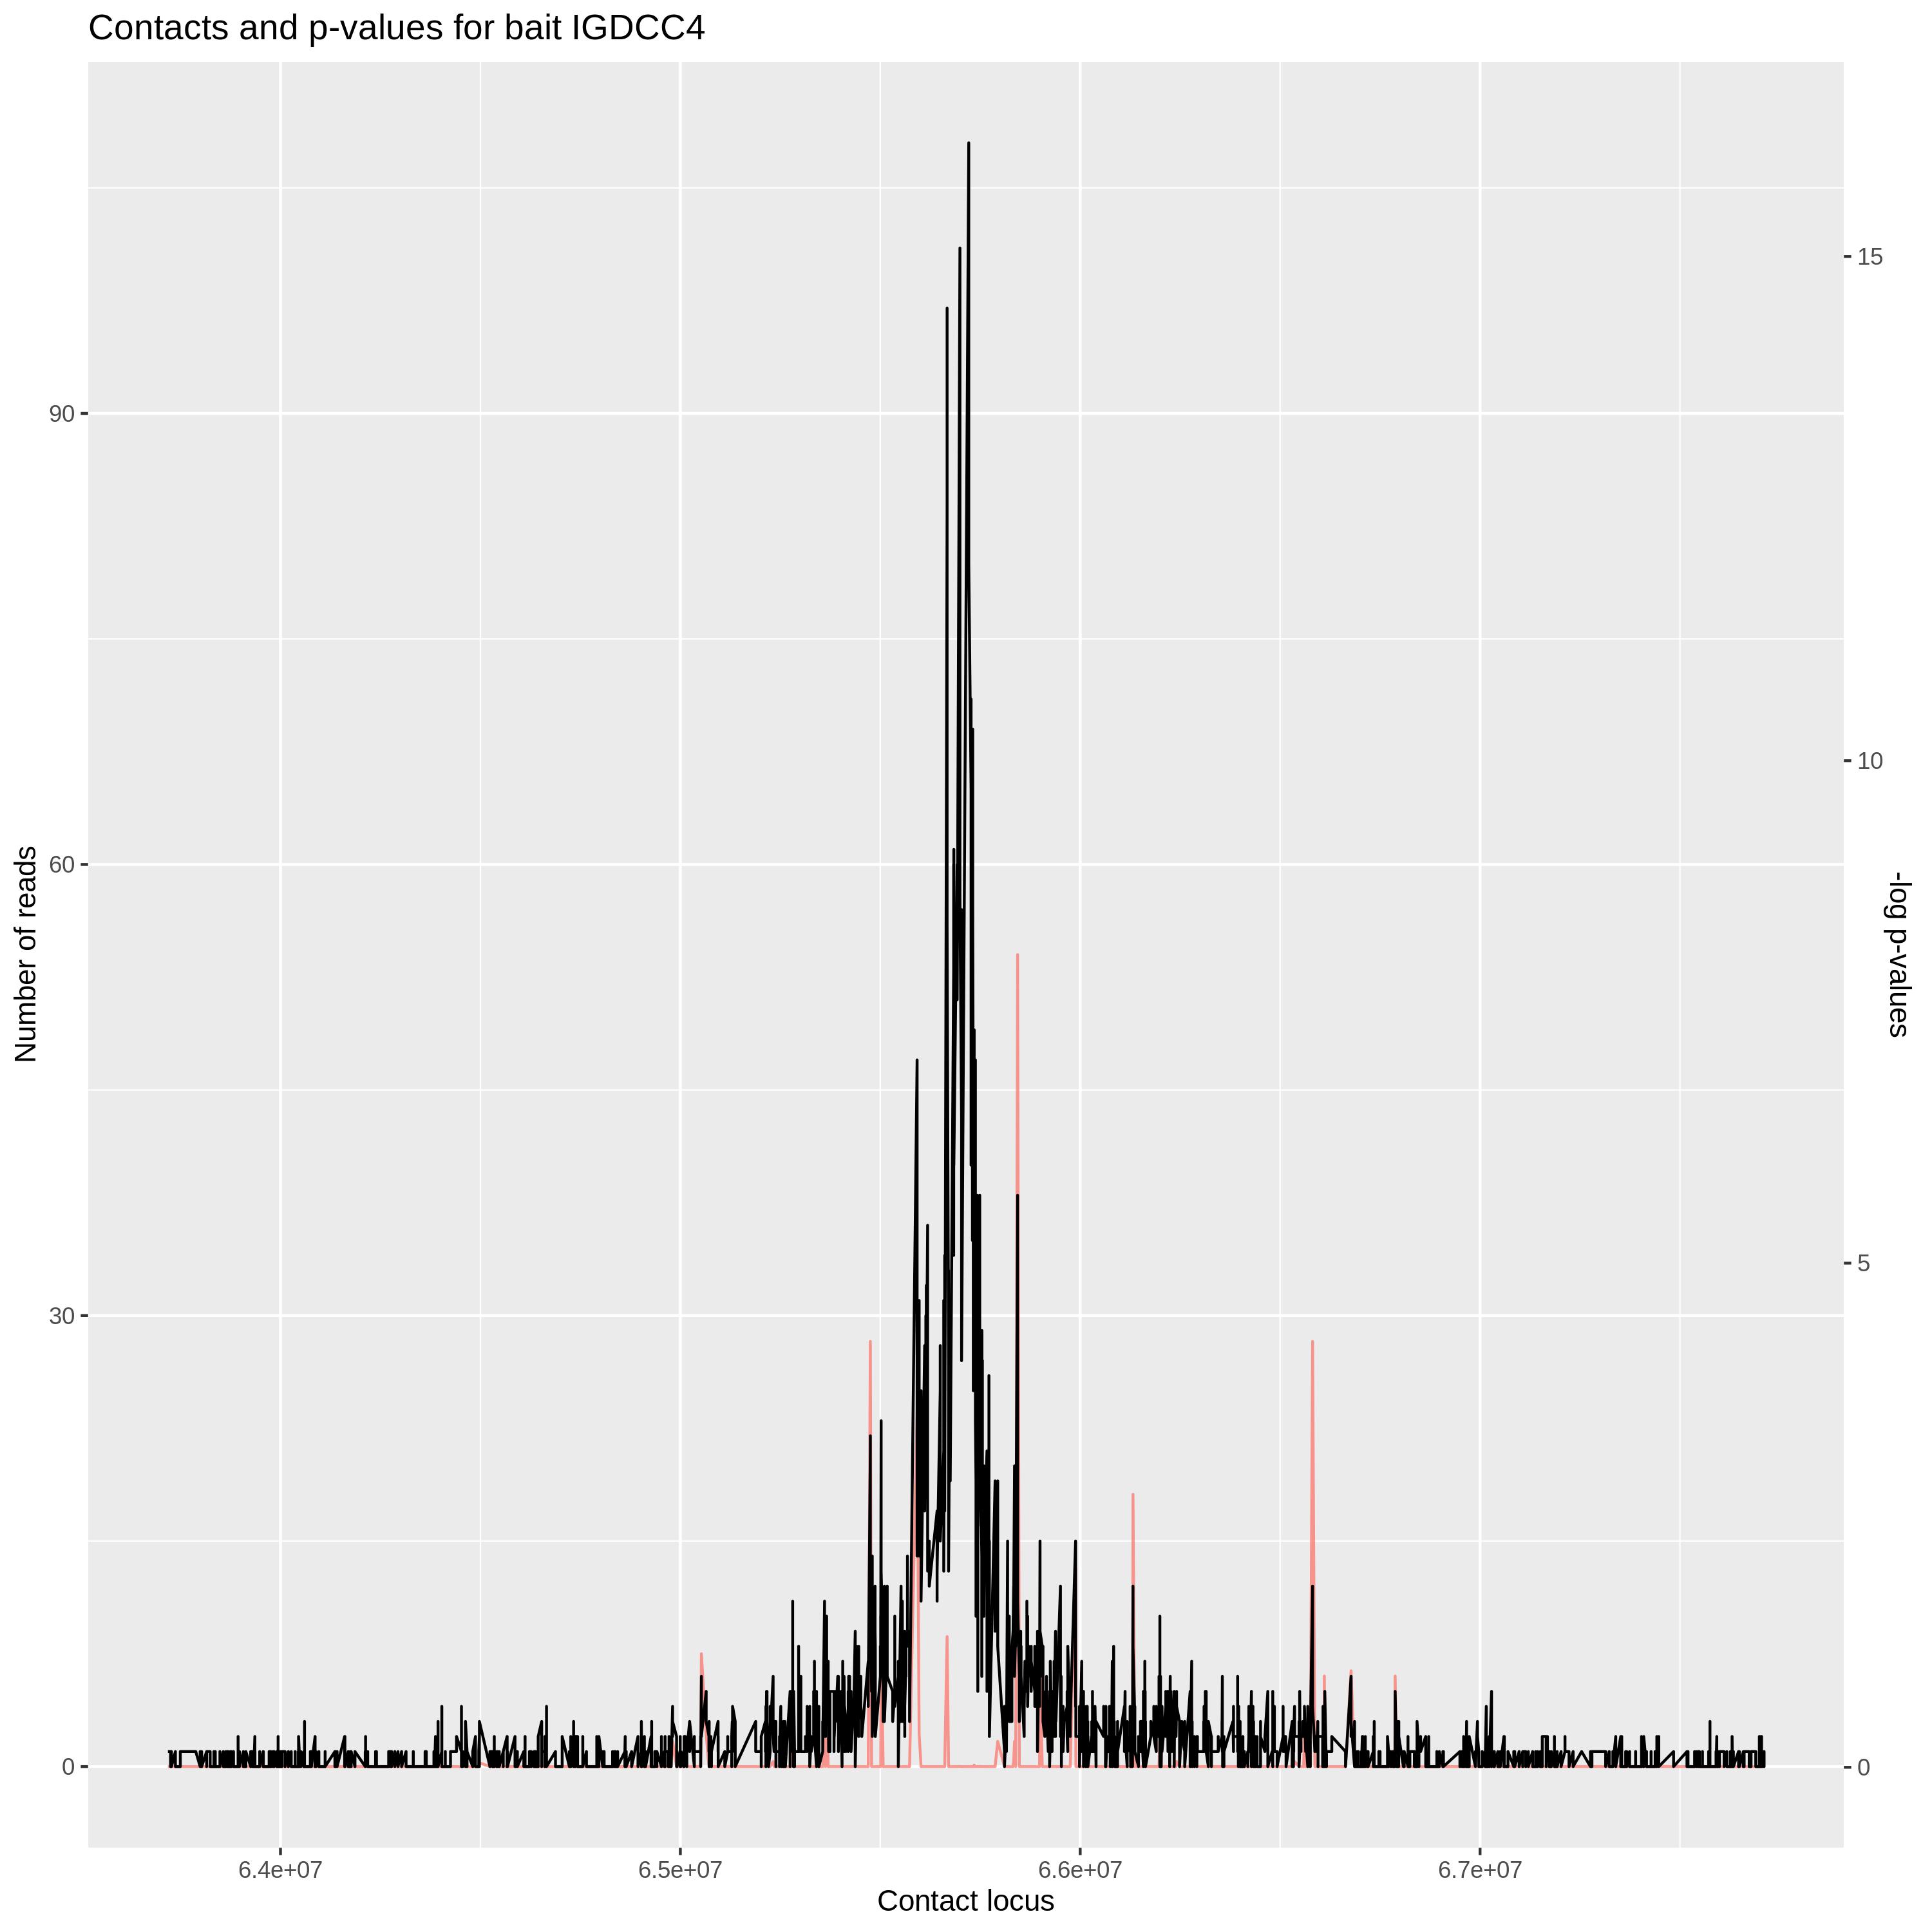 Contacts and p-values for bait IGDCC4
15
90
10
60
Number of reads
-log p-values
5
30
0
0
6.4e+07 6.5e+07 6.6e+07 6.7e+07
Contact locus